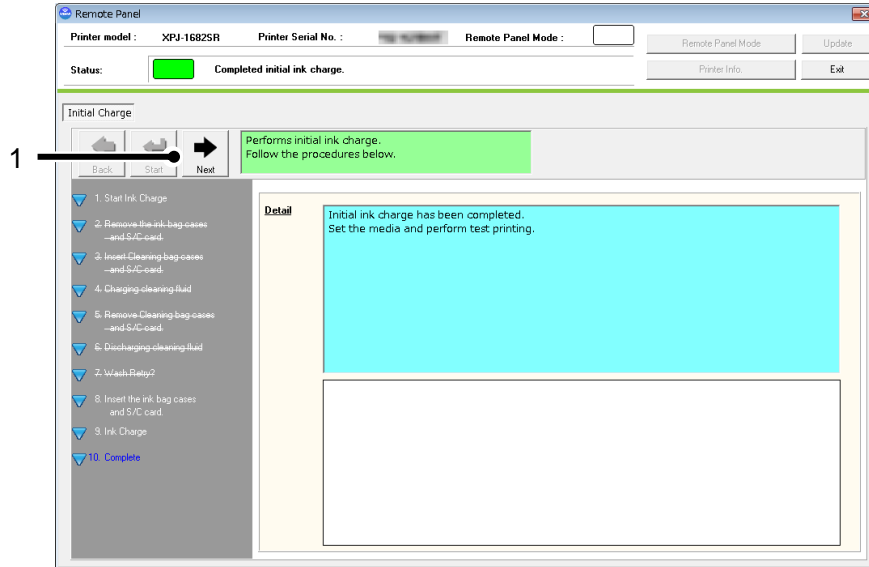 Remote Panel
Printer model : XPJ-1682SR Printer Serial No. : Remote Panel Mode :
Remote Panel Mode Update
Status: Completed initial ink charge.
Printer Info. Exit
Initial Charge
1
Back Start Next
Performs initial ink charge.
Follow the procedures below.
1. Start Ink Charge
2. Remove the ink bag cases
and S/C card.
3. Insert Cleaning bag cases
and S/C card.
4. Charging cleaning fluid
5. Remove Cleaning bag cases
and S/C card.
6. Discharging cleaning fluid
7. Wash Retry?
8. Insert the ink bag cases
and S/C card.
9. Ink Charge
10. Complete
Detail
Initial ink charge has been completed.
Set the media and perform test printing.